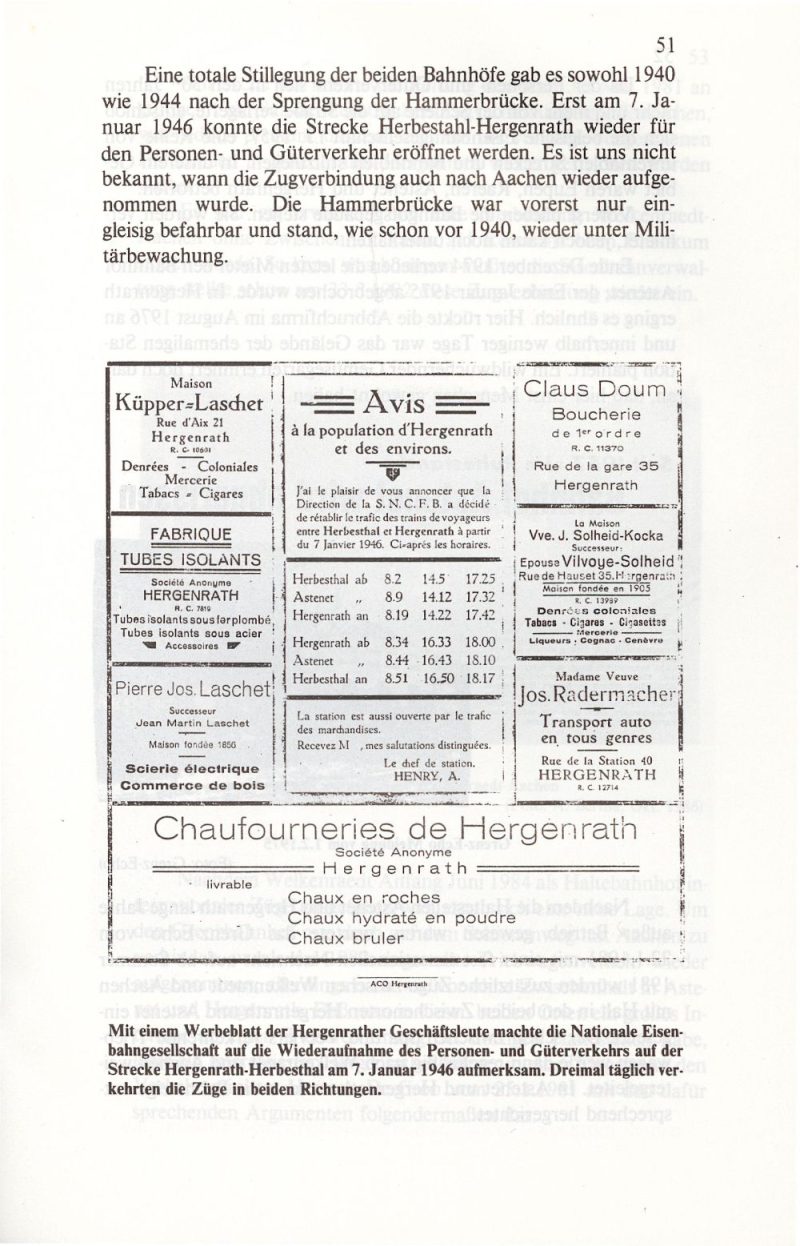 51
Eine totale Stillegung der beiden Bahnhöfe gab es sowohl 1940
wie 1944 nach der Sprengung der Hammerbrücke. Erst am 7. Ja-
nuar 1946 konnte die Strecke Herbestahl-Hergenrath wieder für
den Personen- und Güterverkehr eröffnet werden. Es ist uns nicht
bekannt, wann die Zugverbindung auch nach Aachen wieder aufge-
nommen wurde. Die Hammerbrücke war vorerst nur ein-
gleisig befahrbar und stand, wie schon vor 1940, wieder unter Mili-
tärbewachung.
Maison
Küpper=Laschet
Rue d'Aix 21
Hergenrath
R. C. 10601
Denrées - Coloniales
Mercerie
Tabacs = Cigares
FABRIQUE
TUBES ISOLANTS
Société Anonyme
HERGENRATH
R. C. 7819
Tubes isolants sous fer plombé
Tubes isolants sous acier
Accessoires
Pierre Jos. Laschet
Successeur
Jean Martin Laschet
Maison fondée 1856
Scierie électrique
Commerce de bois
Avis
à la population d'Hergenrath
et des environs.
J'ai le plaisir de vous annoncer que la
Direction de la S. N. C. F. B. a décidé
de rétablir le trafic des trains de voyageurs
entre Herbesthal et Hergenrath à partir
du 7 Janvier 1946. Ci-après les horaires.
Herbesthal ab 8.2 14.5 17.25
Astenet „ 8.9 14.12 17.32
Hergenrath an 8.19 14.22 17.42
Hergenrath ab 8.34 16.33 18.00
Astenet „ 8.44 16.43 18.10
Herbesthal an 8.51 16.50 18.17
La station est aussi ouverte par le trafic
des marchandises.
Recevez M , mes salutations distinguées.
Le chef de station.
HENRY, A.
Claus Doum
Boucherie
de 1er ordre
R. C. 11370
Rue de la gare 35
Hergenrath
La Maison
Vve. J. Solheid-Kocka
Successeur:
Epouse Vilvoye-Solheid
Rue de Hauset 35. Hergenrath
Maison fondée en 1905
R. C. 13989
Denrées coloniales
Tabacs - Cigares - Cigasettes
Mercerie
Liqueurs - Cognac - Genèvre
Madame Veuve
Jos. Radermacher
Transport auto
en tous genres
Rue de la Station 40
HERGENRATH
R. C. 12714
Chaufourneries de Hergenrath
Société Anonyme
Hergenrath
livrable
Chaux en roches
Chaux hydraté en poudre
Chaux bruler
ACO Hergenrath
Mit einem Werbeblatt der Hergenrather Geschäftsleute machte die Nationale Eisen-
bahngesellschaft auf die Wiederaufnahme des Personen- und Güterverkehrs auf der
Strecke Hergenrath-Herbesthal am 7. Januar 1946 aufmerksam. Dreimal täglich ver-
kehrten die Züge in beiden Richtungen.